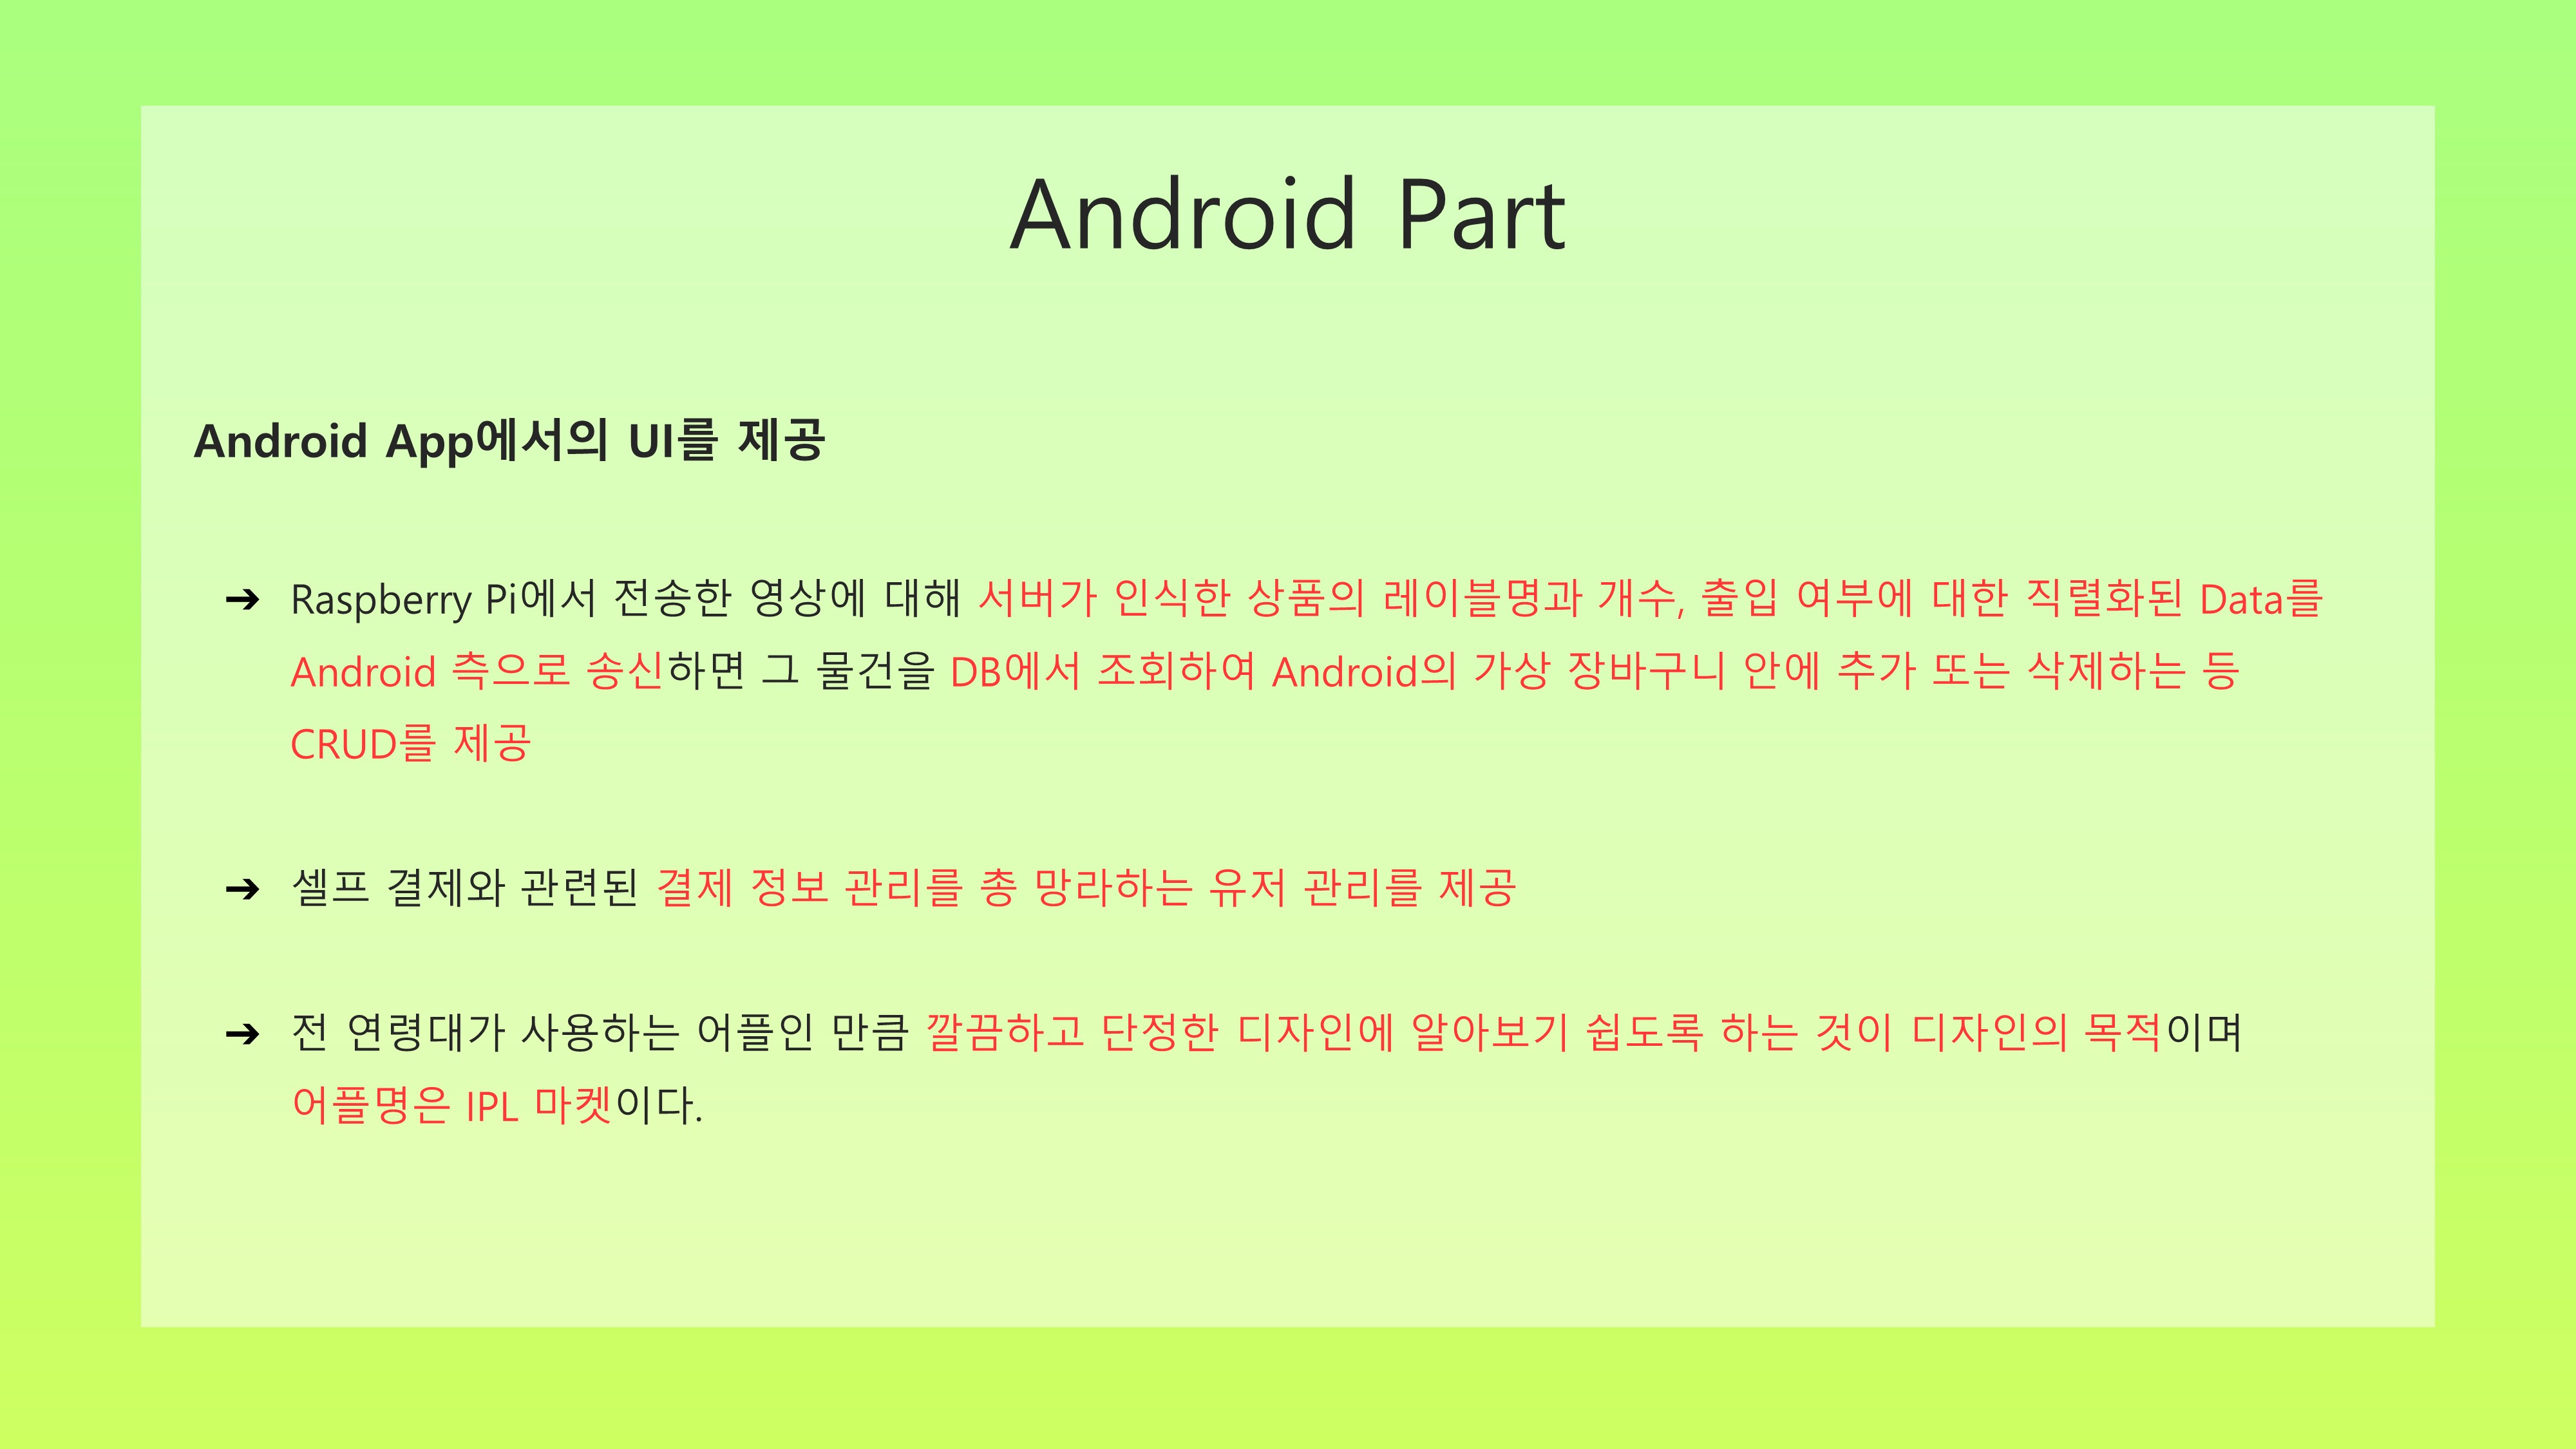 Android Part
Android App에서의 UI를 제공
➔ Raspberry Pi에서 전송한 영상에 대해 서버가 인식한 상품의 레이블명과 개수, 출입 여부에 대한 직렬화된 Data를
Android 측으로 송신하면 그 물건을 DB에서 조회하여 Android의 가상 장바구니 안에 추가 또는 삭제하는 등
CRUD를 제공
➔ 셀프 결제와 관련된 결제 정보 관리를 총 망라하는 유저 관리를 제공
➔ 전 연령대가 사용하는 어플인 만큼 깔끔하고 단정한 디자인에 알아보기 쉽도록 하는 것이 디자인의 목적이며
어플명은 IPL 마켓이다.